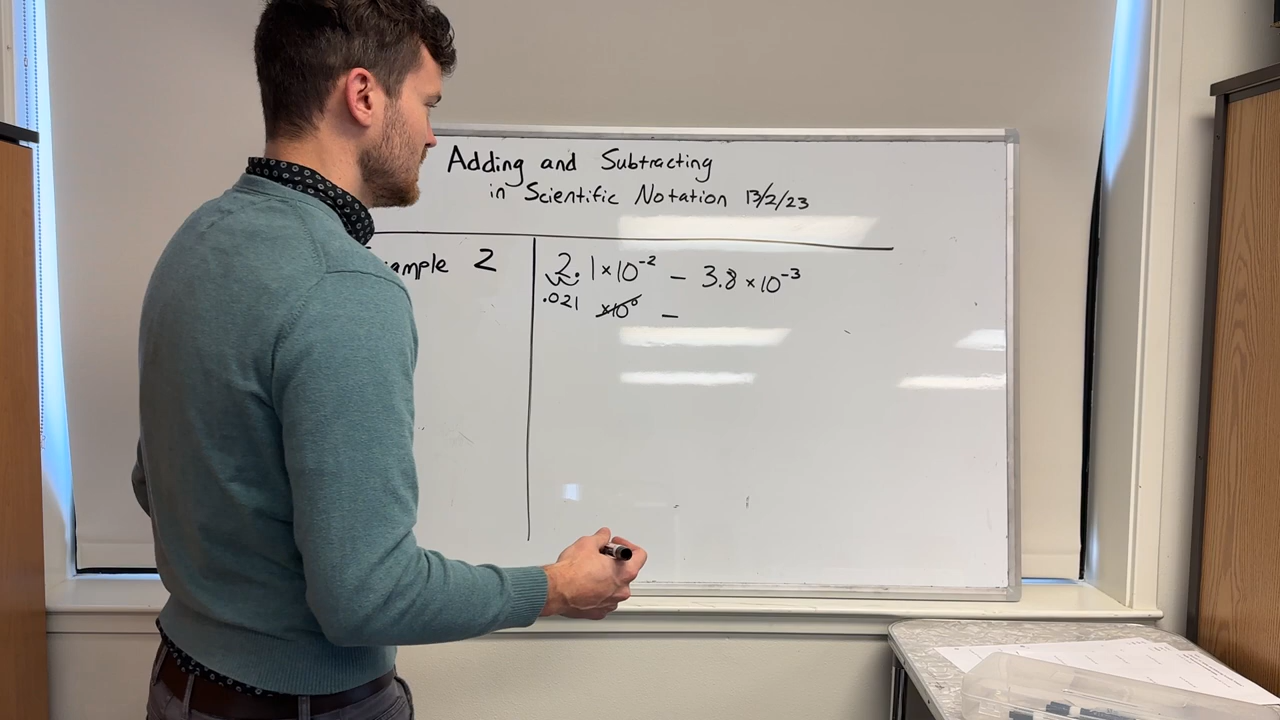 Adding and Subtracting
in Scientific Notation 13/2/23
ample 2
2.1×10⁻² - 3.8×10⁻³
.021 ×10⁰ -